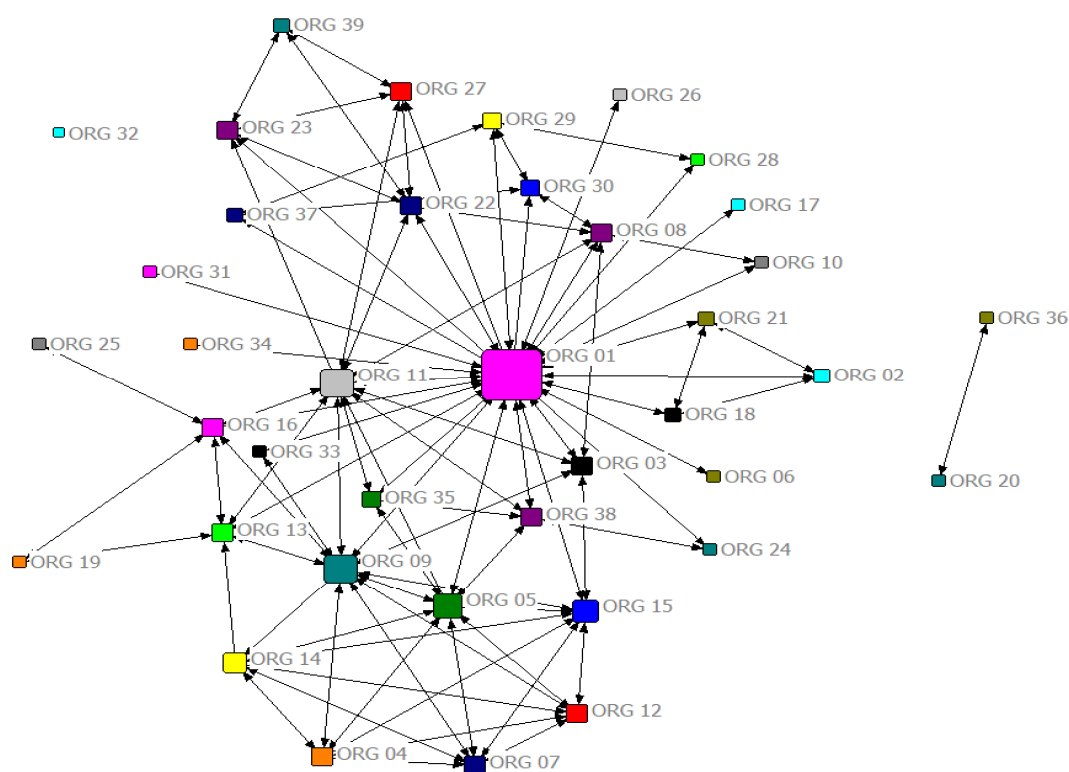 ORG 39
ORG 27
ORG 26
ORG 29
ORG 23
ORG 32
ORG 28
ORG 30
ORG 22
ORG 17
ORG 37
ORG 08
ORG 10
ORG 31
ORG 21
ORG 36
ORG 25
ORG 34
ORG 01
ORG 11
ORG 02
ORG 18
ORG 16
ORG 33
ORG 03
ORG 06
ORG 20
ORG 35
ORG 38
ORG 13
ORG 24
ORG 19
ORG 09
ORG 05
ORG 15
ORG 14
ORG 12
ORG 04
ORG 07